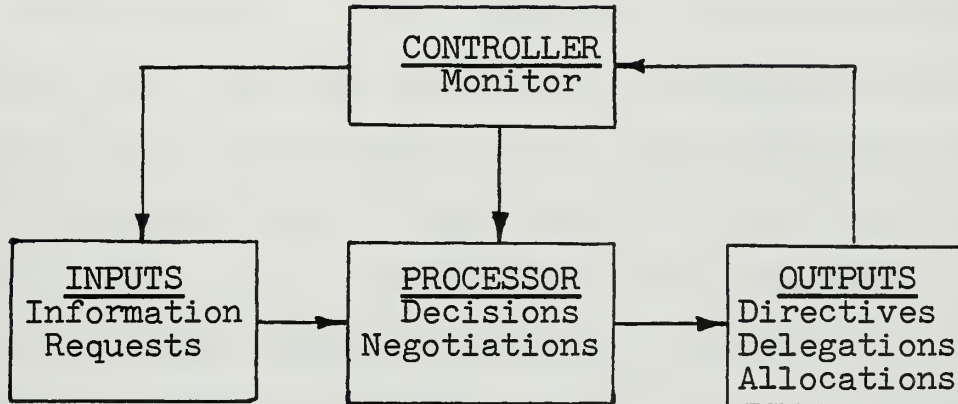 CONTROLLER
Monitor
INPUTS
Information
Requests
PROCESSOR
Decisions
Negotiations
OUTPUTS
Directives
Delegations
Allocations